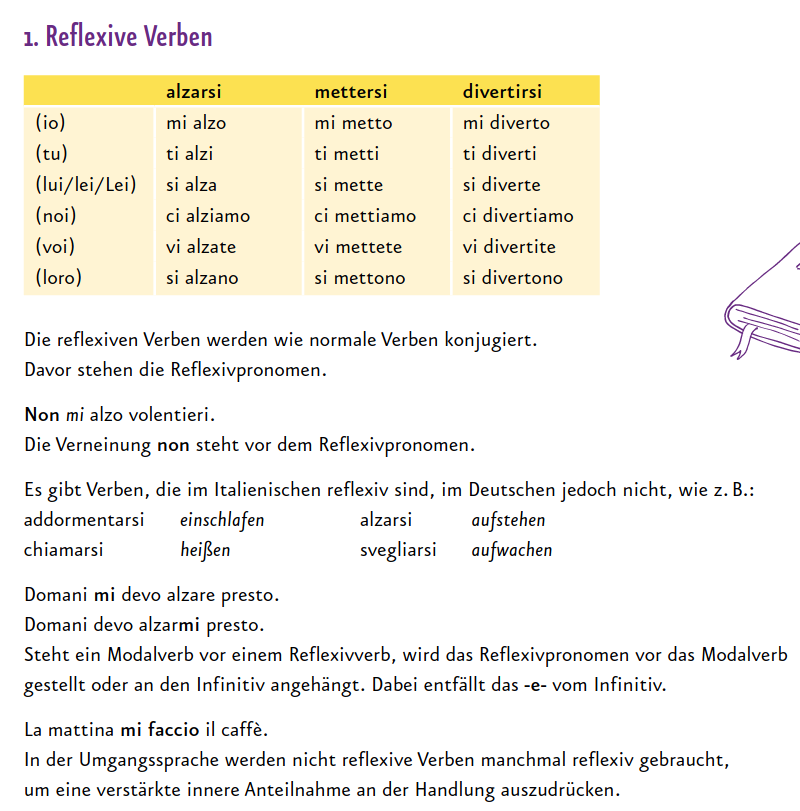 1. Reflexive Verben
alzarsi mettersi divertirsi
(io) mi alzo mi metto mi diverto
(tu) ti alzi ti metti ti diverti
(lui/lei/Lei) si alza si mette si diverte
(noi) ci alziamo ci mettiamo ci divertiamo
(voi) vi alzate vi mettete vi divertite
(loro) si alzano si mettono si divertono
Die reflexiven Verben werden wie normale Verben konjugiert.
Davor stehen die Reflexivpronomen.
Non mi alzo volentieri.
Die Verneinung non steht vor dem Reflexivpronomen.
Es gibt Verben, die im Italienischen reflexiv sind, im Deutschen jedoch nicht, wie z. B.:
addormentarsi einschlafen alzarsi aufstehen
chiamarsi heißen svegliarsi aufwachen
Domani mi devo alzare presto.
Domani devo alzarmi presto.
Steht ein Modalverb vor einem Reflexivverb, wird das Reflexivpronomen vor das Modalverb
gestellt oder an den Infinitiv angehängt. Dabei entfällt das -e- vom Infinitiv.
La mattina mi faccio il caffè.
In der Umgangssprache werden nicht reflexive Verben manchmal reflexiv gebraucht,
um eine verstärkte innere Anteilnahme an der Handlung auszudrücken.